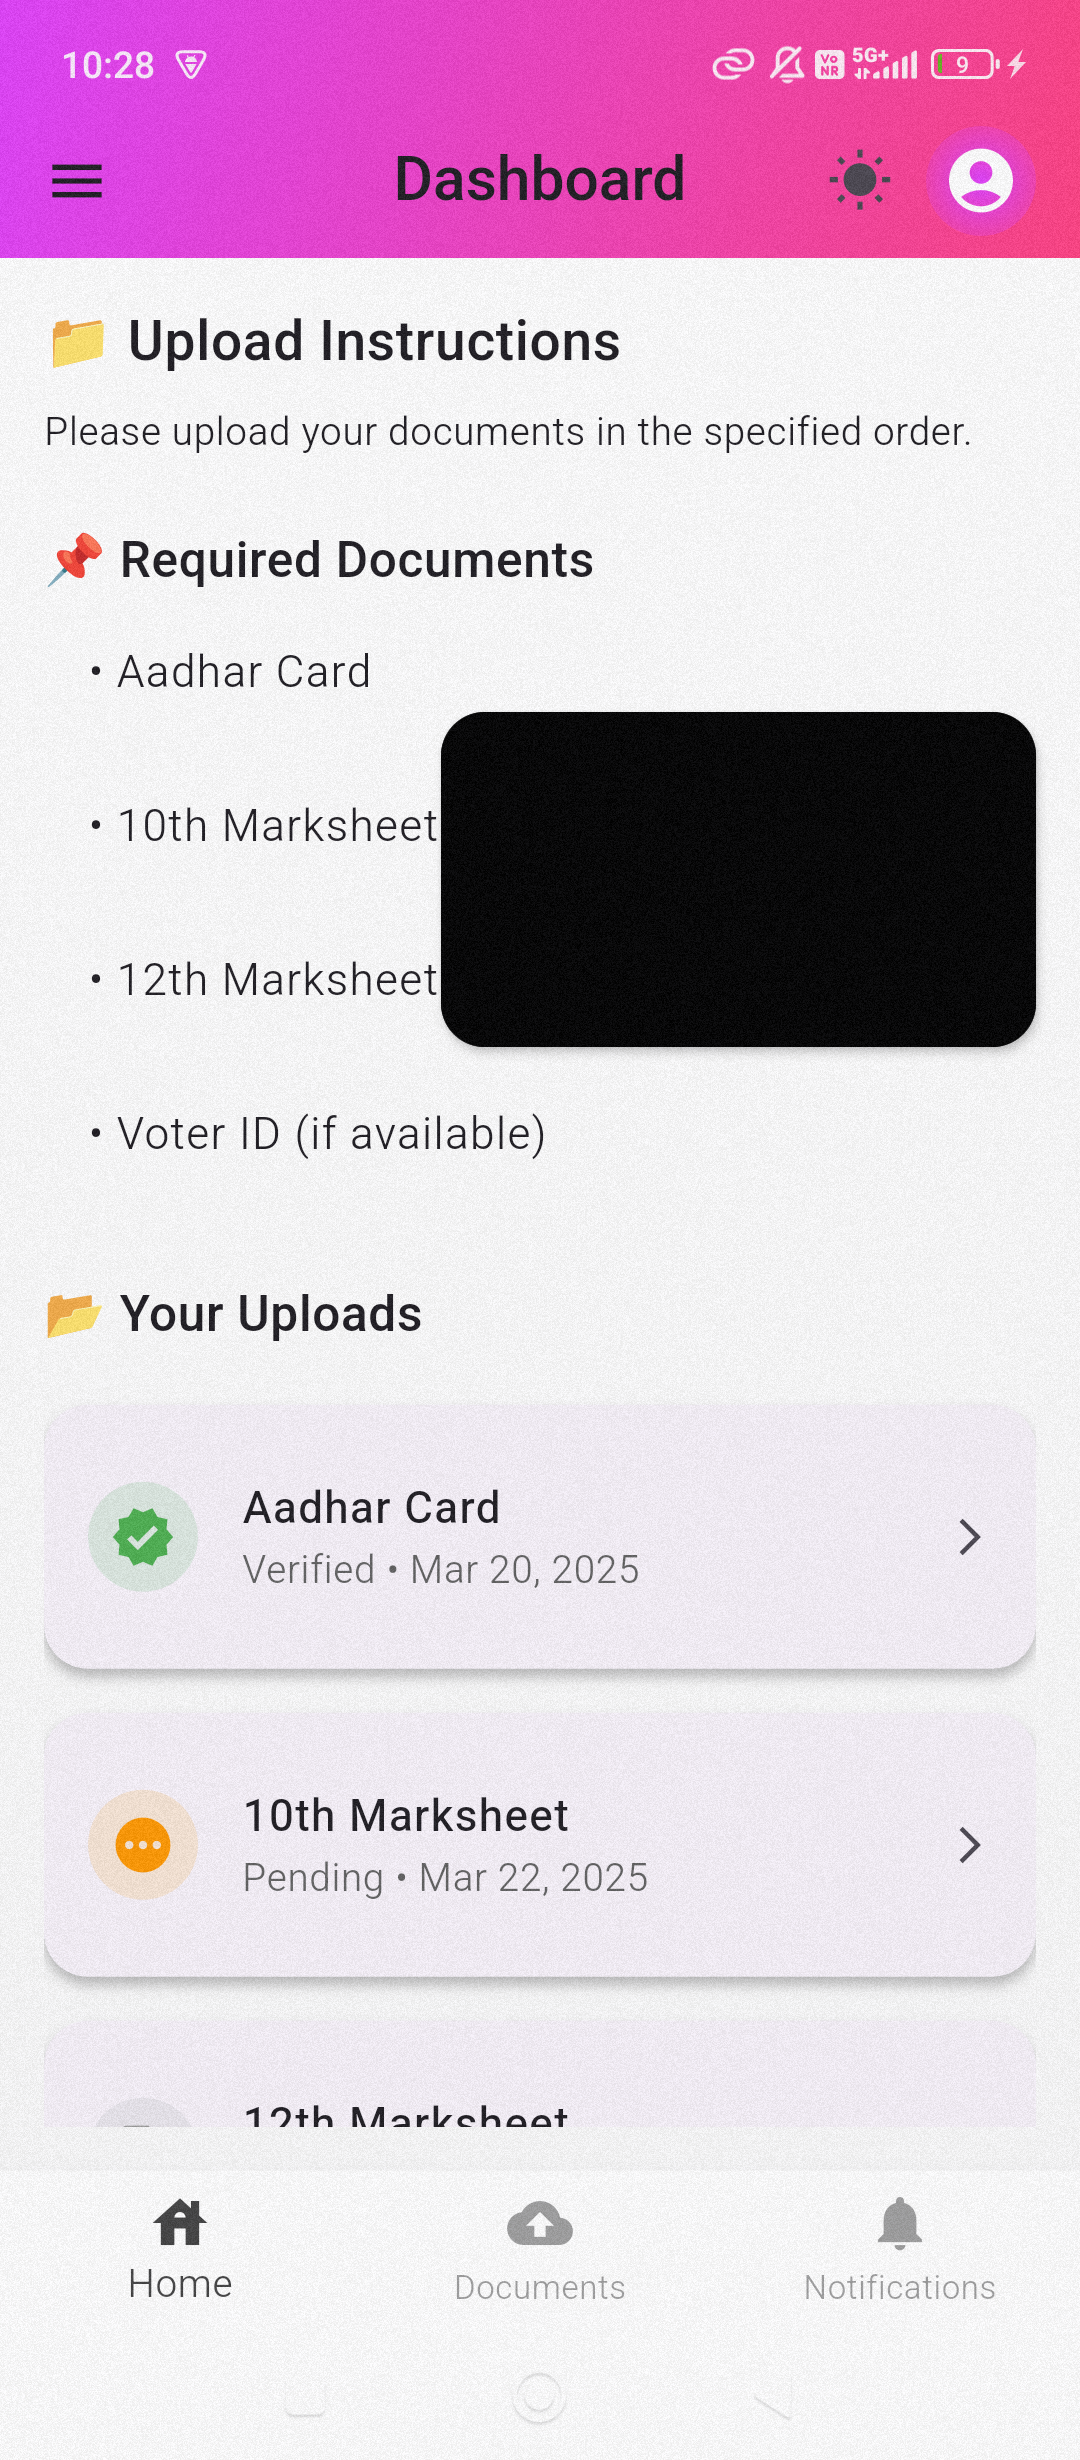 10:28
Vo NR 5G+ 9
Dashboard
Upload Instructions
Please upload your documents in the specified order.
Required Documents
• Aadhar Card
• 10th Marksheet
• 12th Marksheet
• Voter ID (if available)
Your Uploads
Aadhar Card
Verified • Mar 20, 2025
10th Marksheet
Pending • Mar 22, 2025
12th Marksheet
Home
Documents
Notifications